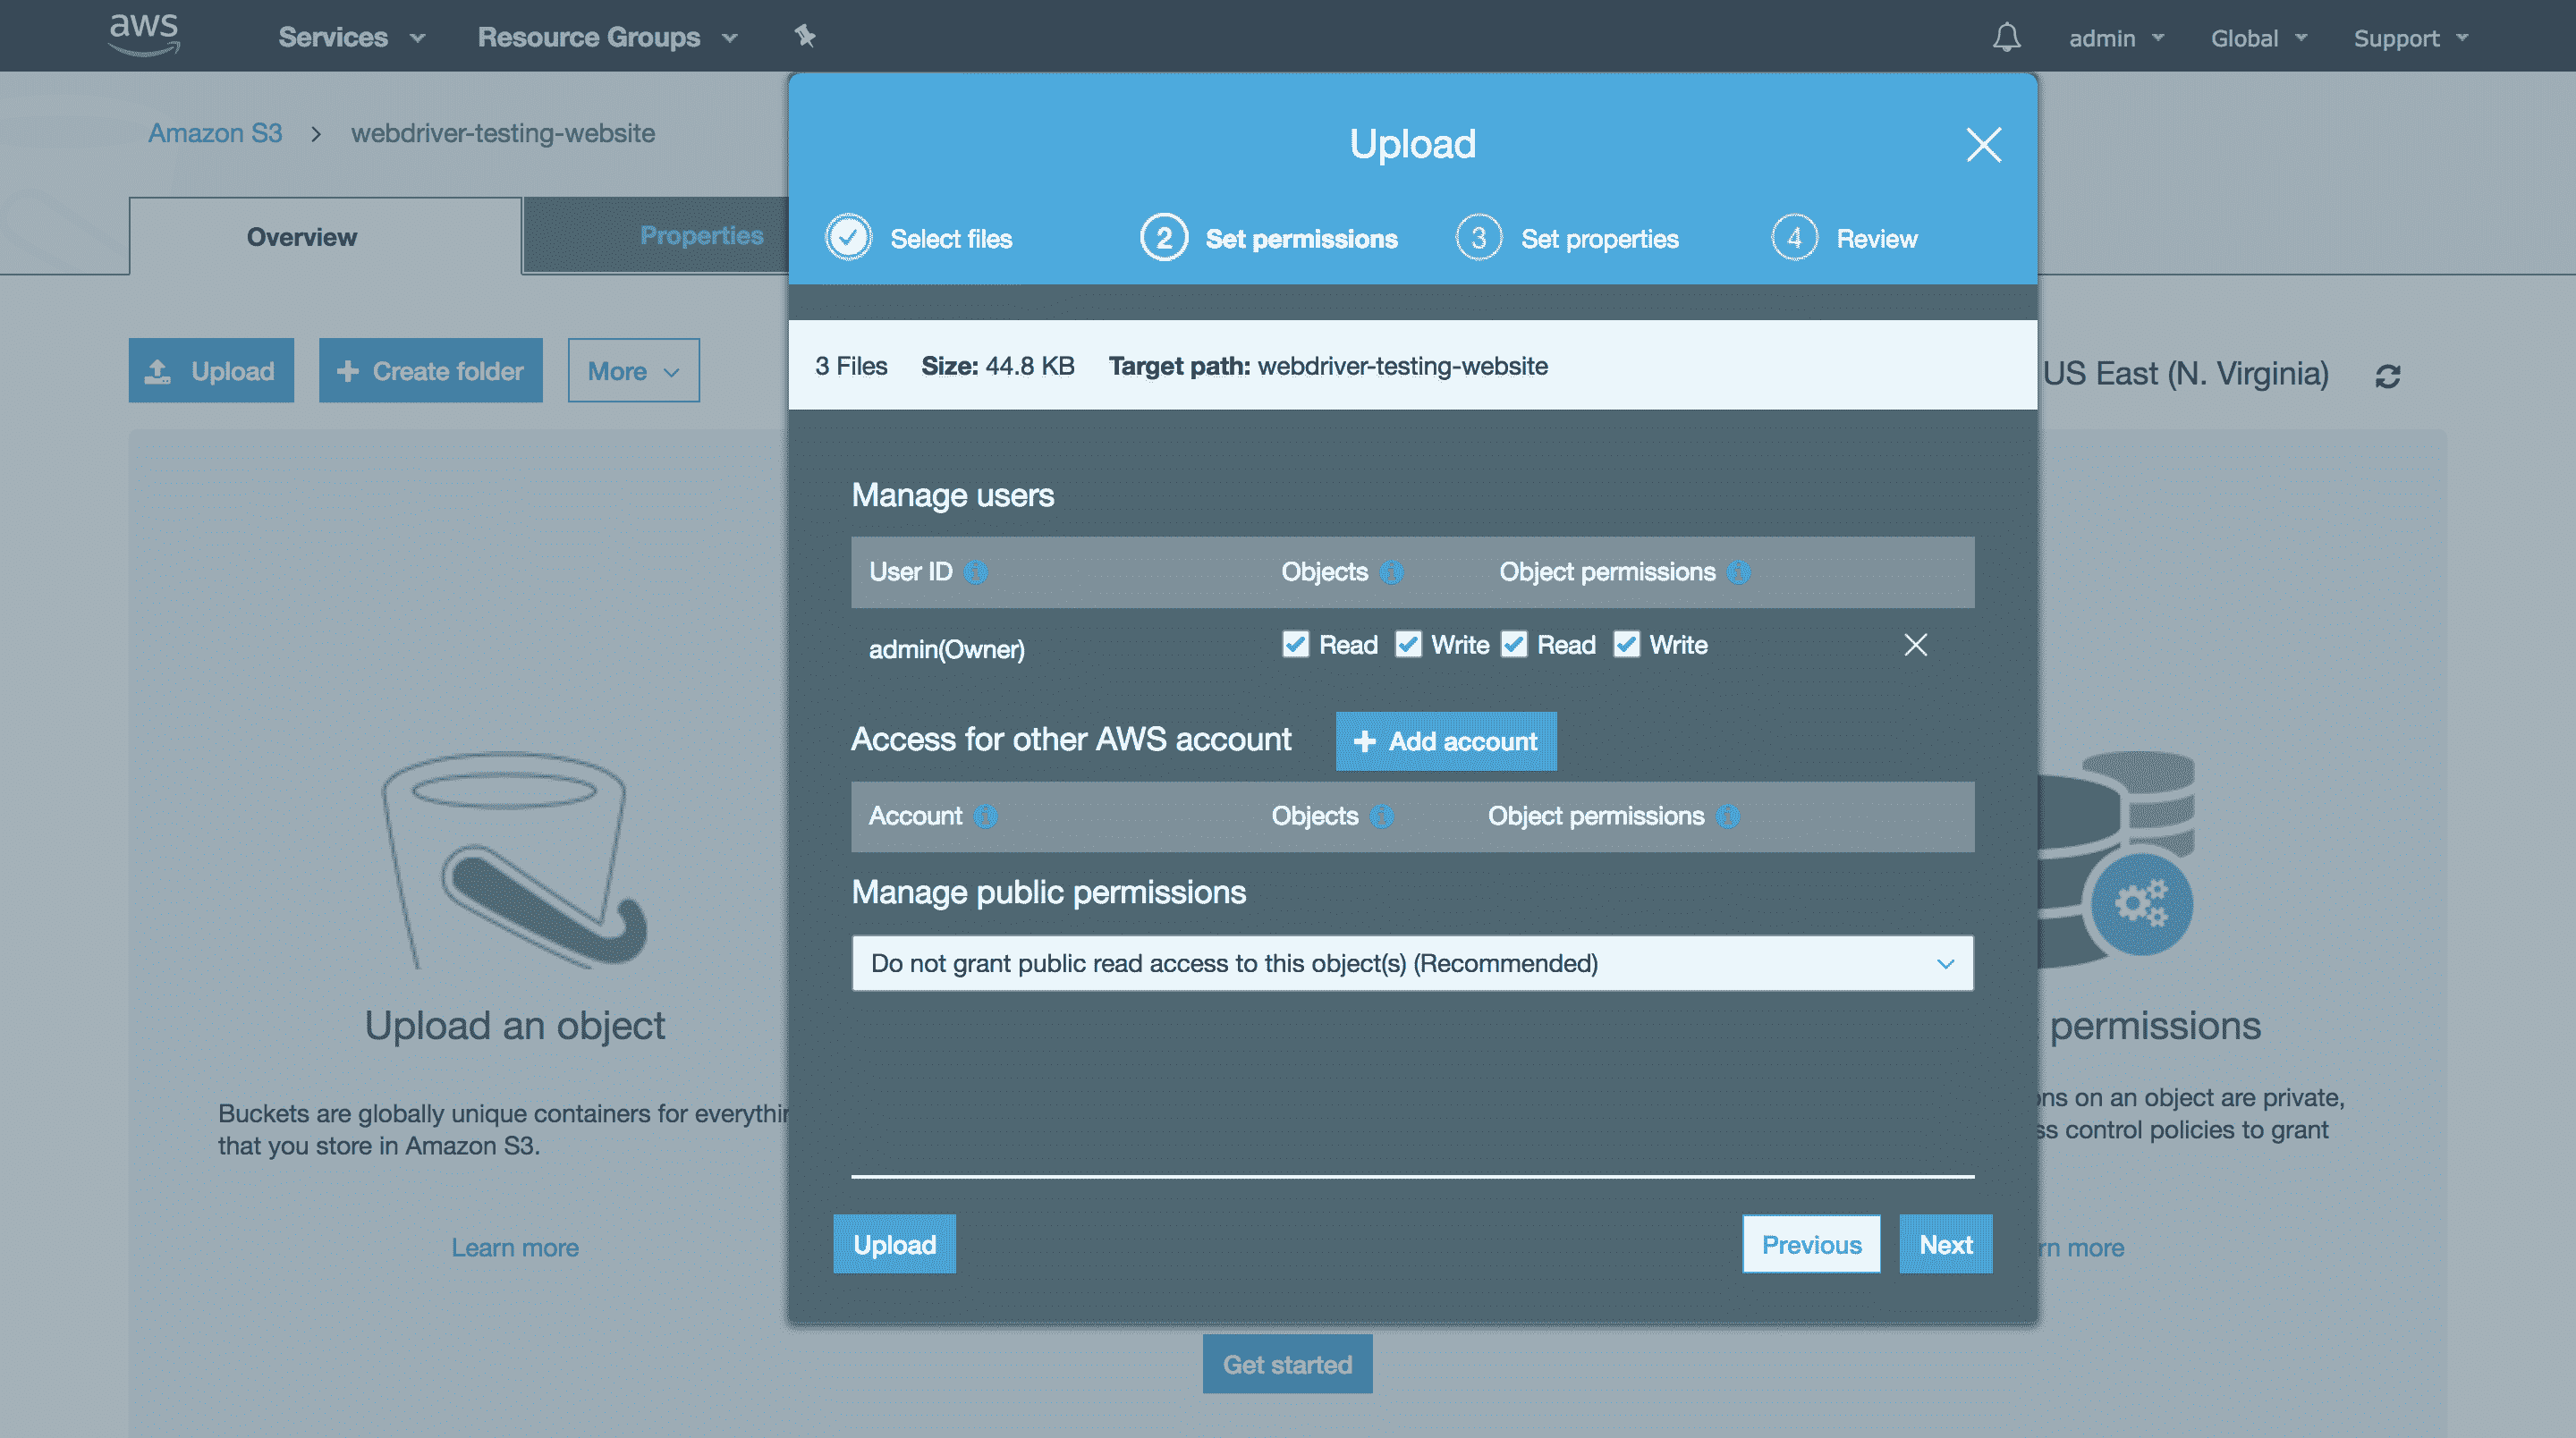 aws Services Resource Groups admin Global Support
Amazon S3 webdriver-testing-website
Upload
Overview Properties
Select files 2 Set permissions 3 Set properties 4 Review
Upload Create folder More
3 Files Size: 44.8 KB Target path: webdriver-testing-website
US East (N. Virginia)
Manage users
User ID Objects Object permissions
admin(Owner) Read Write Read Write
Access for other AWS account Add account
Account Objects Object permissions
Manage public permissions
Do not grant public read access to this object(s) (Recommended)
Upload an object
Buckets are globally unique containers for
that you store in Amazon S3.
Learn more
permissions
on an object are private,
control policies to grant
more
Upload Previous Next
Get started